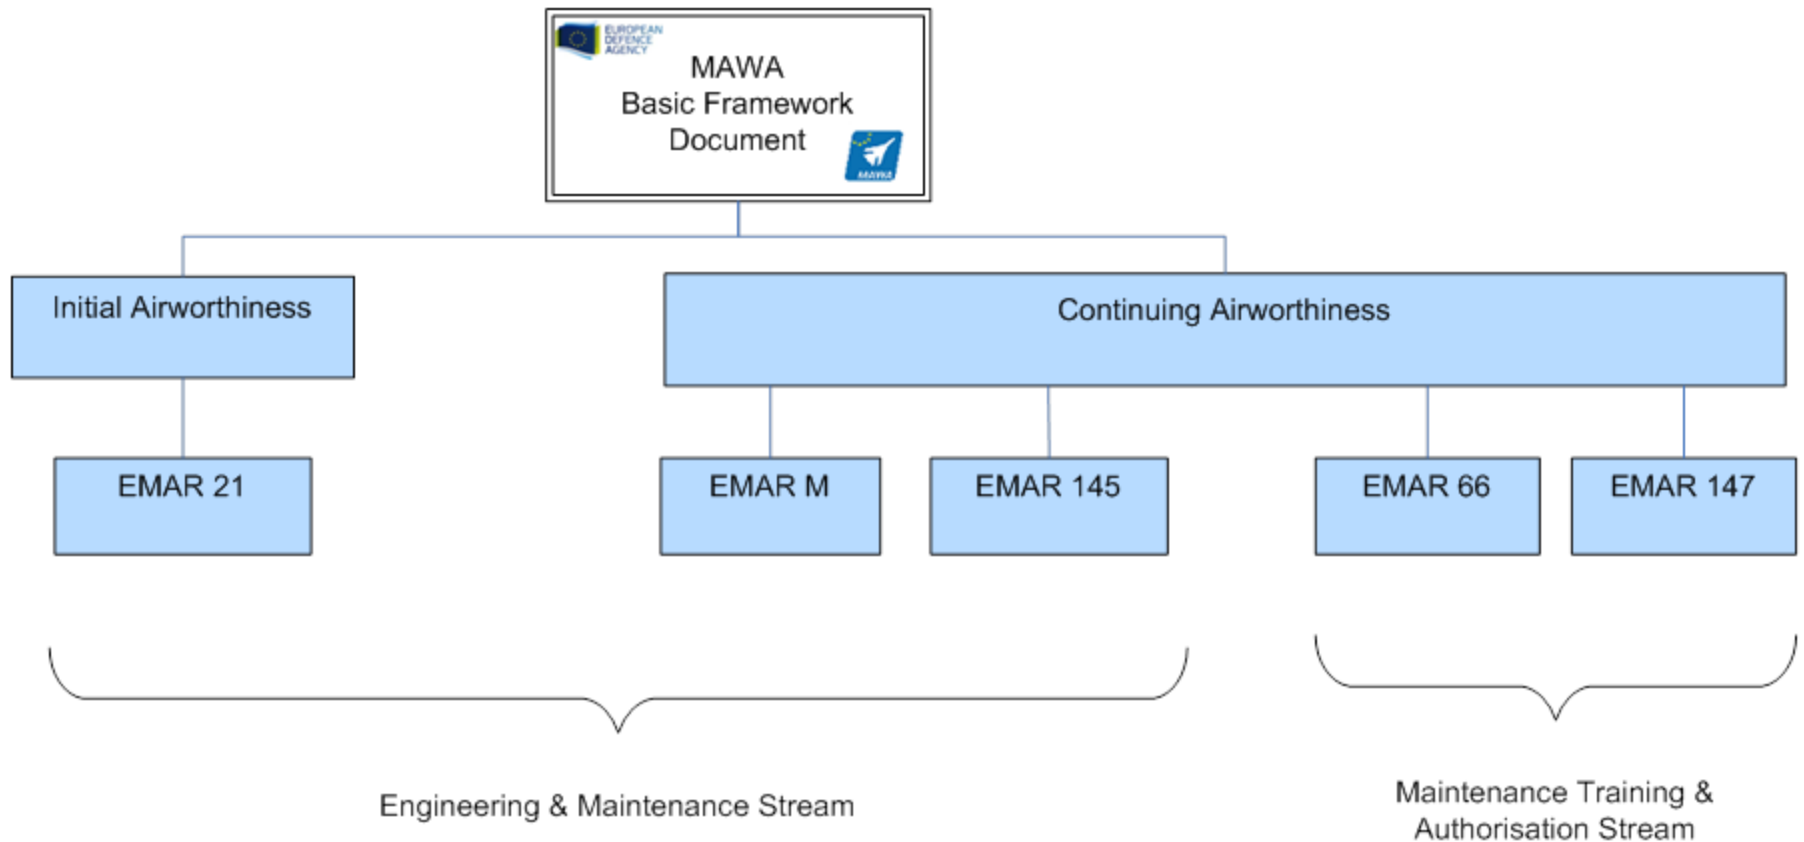 EUROPEAN
DEFENCE
AGENCY
MAWA
Basic Framework
Document
MAWA
Initial Airworthiness
Continuing Airworthiness
EMAR 21
EMAR M
EMAR 145
EMAR 66
EMAR 147
Engineering & Maintenance Stream
Maintenance Training &
Authorisation Stream